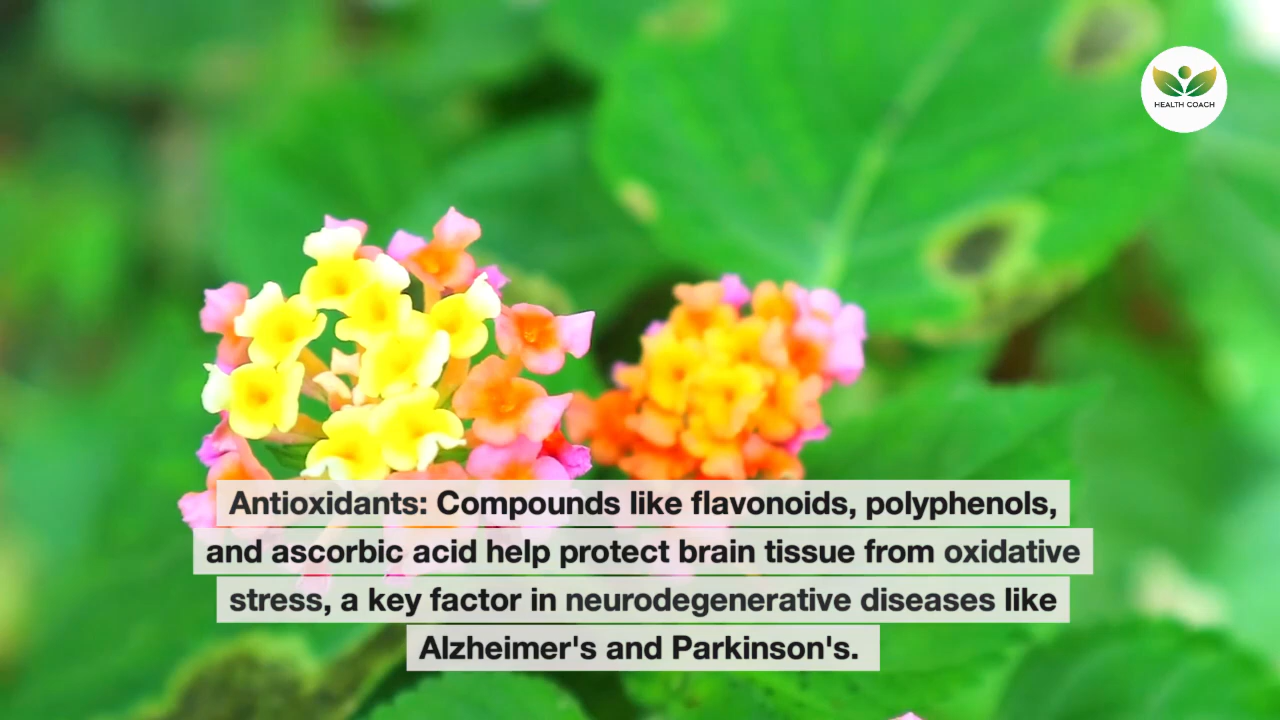 HEALTH COACH
Antioxidants: Compounds like flavonoids, polyphenols,
and ascorbic acid help protect brain tissue from oxidative
stress, a key factor in neurodegenerative diseases like
Alzheimer's and Parkinson's.